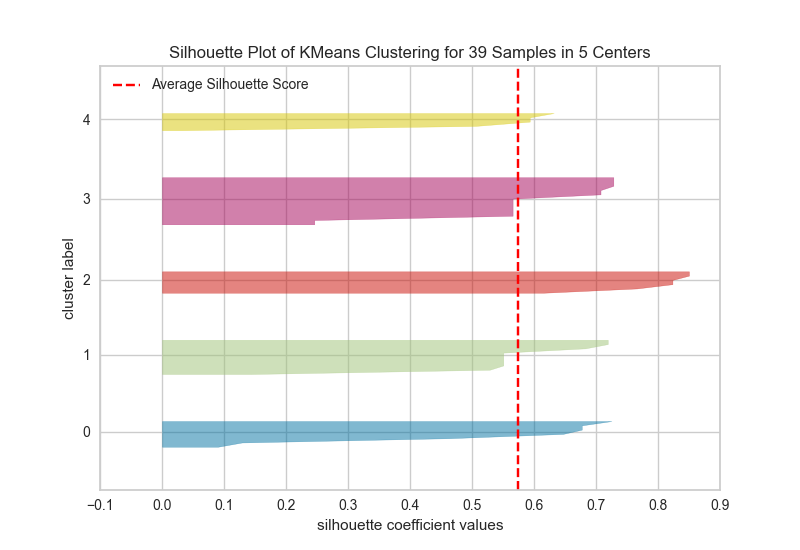 Silhouette Plot of KMeans Clustering for 39 Samples in 5 Centers
Average Silhouette Score
4
3
2
1
0
cluster label
−0.1 0.0 0.1 0.2 0.3 0.4 0.5 0.6 0.7 0.8 0.9
silhouette coefficient values